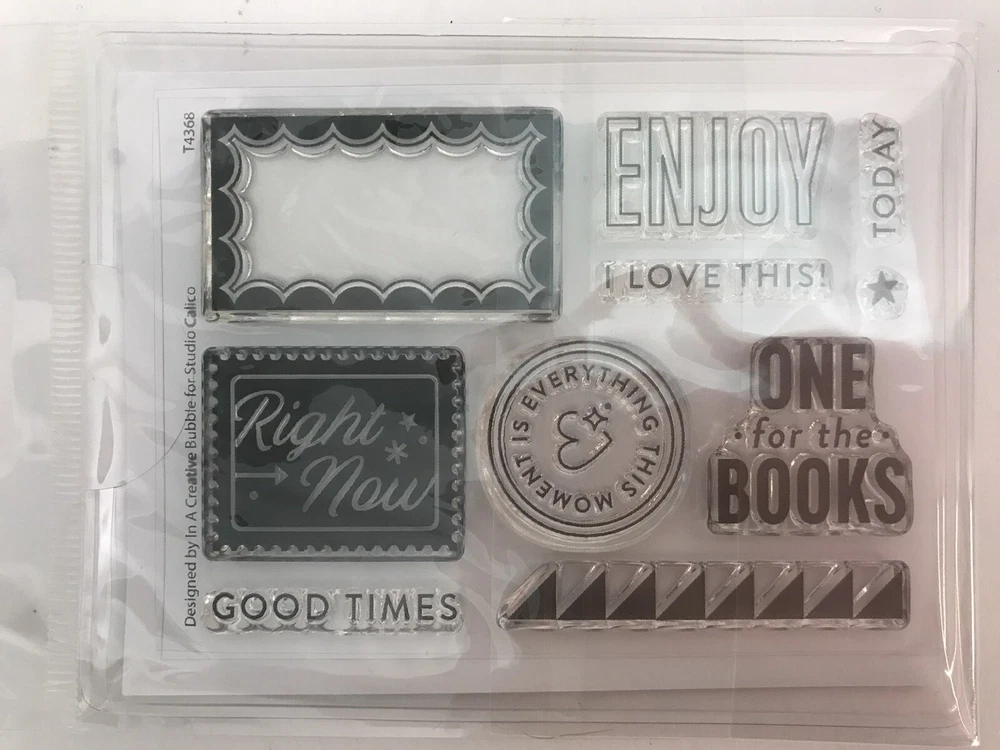 T4368
Designed by In A Creative Bubble for Studio Calico
ENJOY
TODAY
I LOVE THIS!
Right
Now
THIS MOMENT IS EVERYTHING
ONE
for the
BOOKS
GOOD TIMES